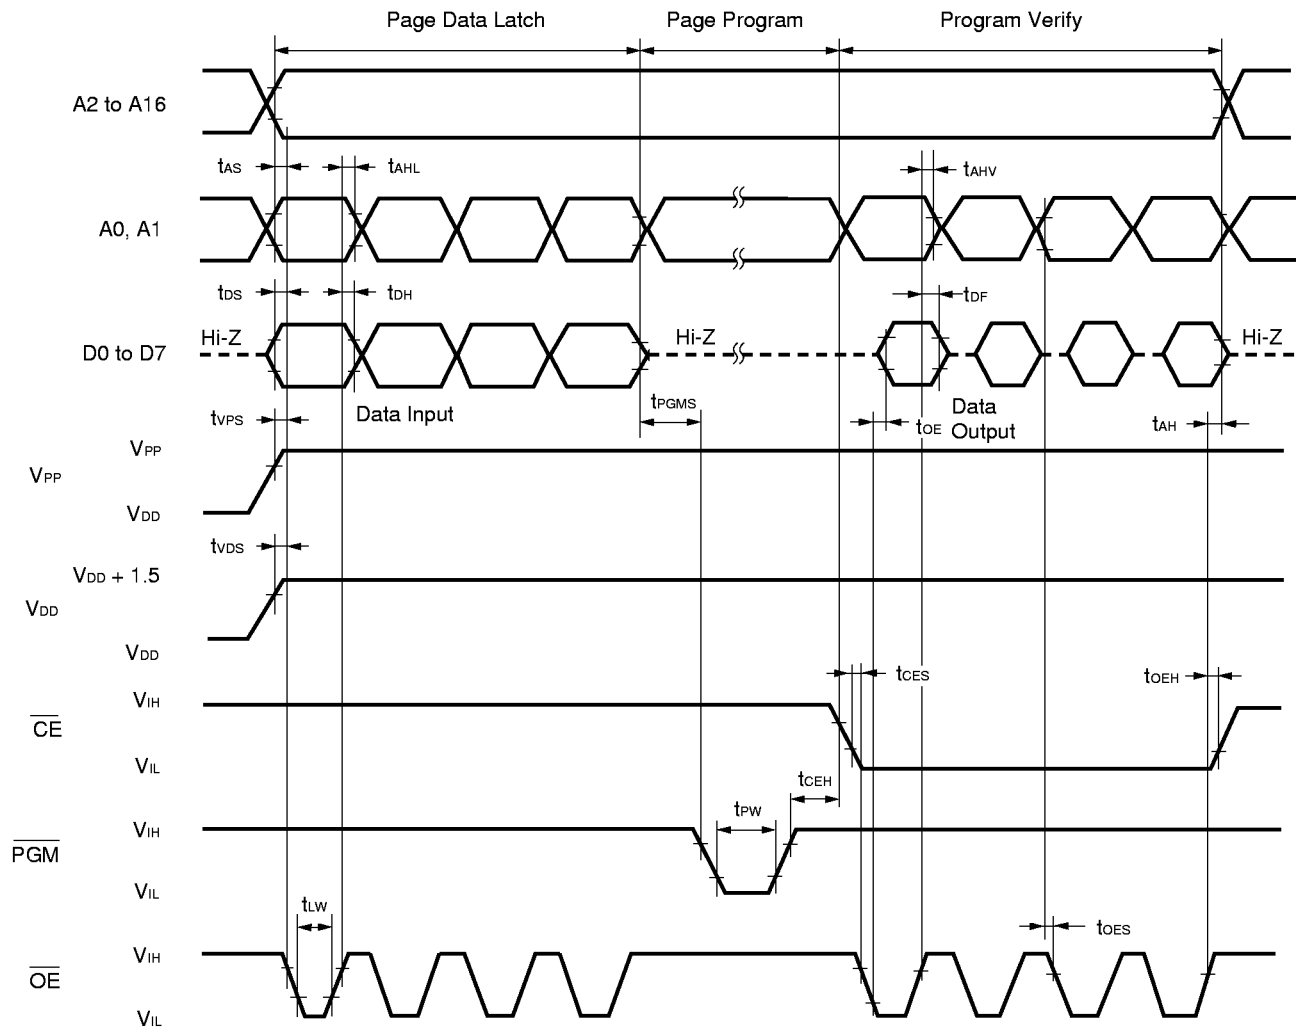 Page Data Latch Page Program Program Verify
A2 to A16
tAS tAHL tAHV
A0, A1
tDS tDH tDF
Hi-Z Hi-Z Hi-Z
D0 to D7
Data Input tPGMS Data Output
tVPS tOE tAH
VPP
VPP
VDD
tVDS
VDD + 1.5
VDD
VDD
tCES tOEH
VIH
CE
VIL
tCEH
tPW
VIH
PGM
VIL
tLW
tOES
VIH
OE
VIL